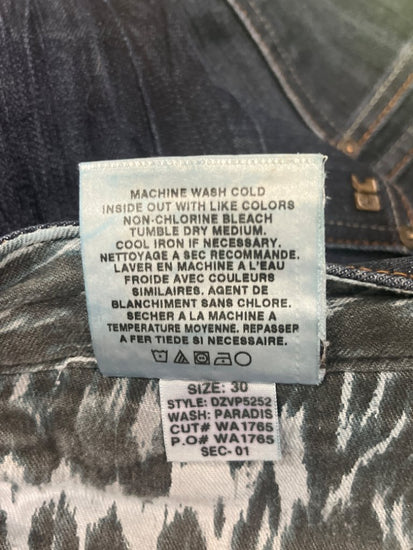 MACHINE WASH COLD
INSIDE OUT WITH LIKE COLORS
NON-CHLORINE BLEACH
TUMBLE DRY MEDIUM.
COOL IRON IF NECESSARY.
NETTOYAGE A SEC RECOMMANDE.
LAVER EN MACHINE A L'EAU
FROIDE AVEC COULEURS
SIMILAIRES. AGENT DE
BLANCHIMENT SANS CHLORE.
SECHER A LA MACHINE A
TEMPERATURE MOYENNE. REPASSER
A FER TIEDE SI NECESSAIRE.
SIZE: 30
STYLE: DZVP5252
WASH: PARADIS
CUT# WA1765
P.O# WA1765
SEC- 01